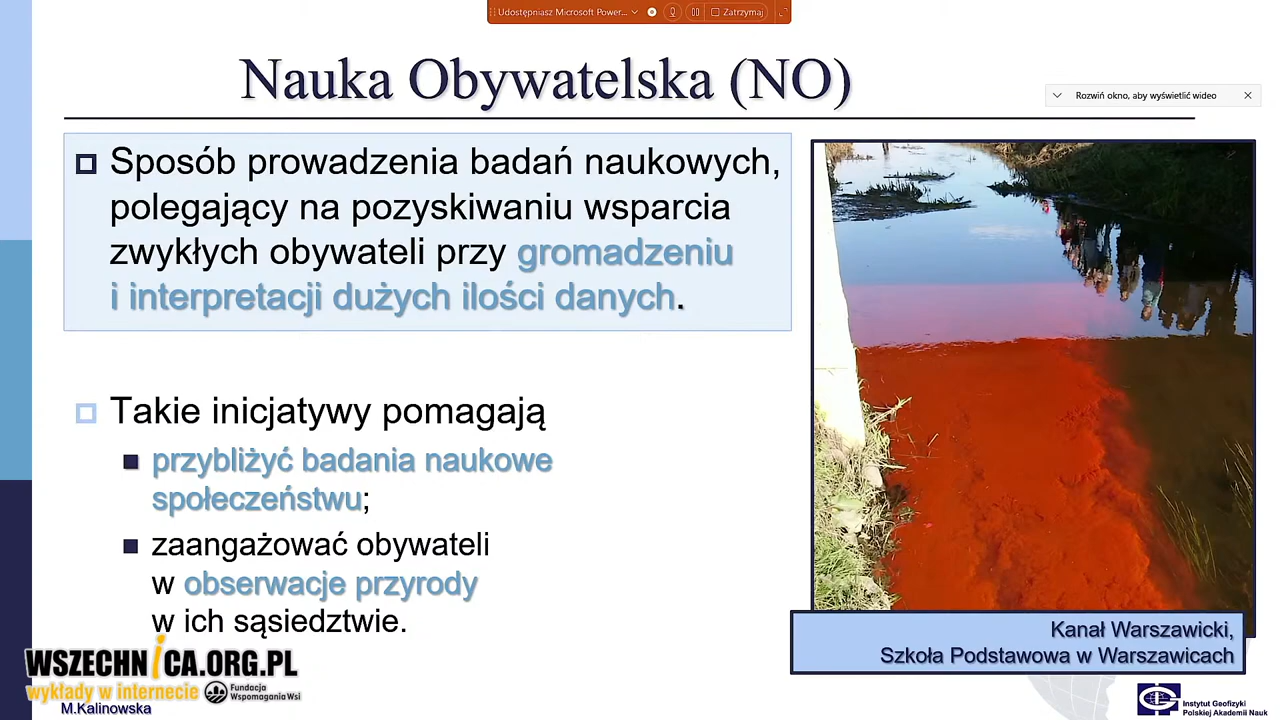 Udostępniasz Microsoft Power...
Zatrzymaj
Nauka Obywatelska (NO)
Rozwiń okno, aby wyświetlić wideo
Sposób prowadzenia badań naukowych,
polegający na pozyskiwaniu wsparcia
zwykłych obywateli przy gromadzeniu
i interpretacji dużych ilości danych.
Takie inicjatywy pomagają
przybliżyć badania naukowe
społeczeństwu;
zaangażować obywateli
w obserwacje przyrody
w ich sąsiedztwie.
Kanał Warszawicki,
Szkoła Podstawowa w Warszawicach
WSZECHNICA.ORG.PL
wykłady w internecie
Fundacja
Wspomagania Wsi
M.Kalinowska
Instytut Geofizyki
Polskiej Akademii Nauk